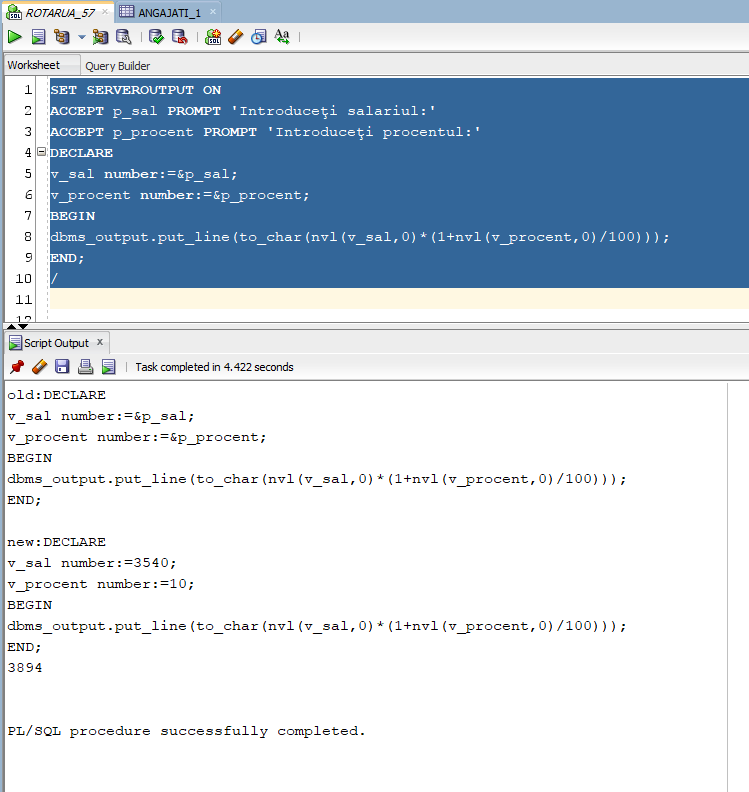 ROTARUA_57 ANGAJATI_1
Worksheet Query Builder
1 SET SERVEROUTPUT ON
2 ACCEPT p_sal PROMPT 'Introduceţi salariul:'
3 ACCEPT p_procent PROMPT 'Introduceţi procentul:'
4 DECLARE
5 v_sal number:=&p_sal;
6 v_procent number:=&p_procent;
7 BEGIN
8 dbms_output.put_line(to_char(nvl(v_sal,0)*(1+nvl(v_procent,0)/100)));
9 END;
10 /
11
12
Script Output x
Task completed in 4.422 seconds
old:DECLARE
v_sal number:=&p_sal;
v_procent number:=&p_procent;
BEGIN
dbms_output.put_line(to_char(nvl(v_sal,0)*(1+nvl(v_procent,0)/100)));
END;
new:DECLARE
v_sal number:=3540;
v_procent number:=10;
BEGIN
dbms_output.put_line(to_char(nvl(v_sal,0)*(1+nvl(v_procent,0)/100)));
END;
3894
PL/SQL procedure successfully completed.